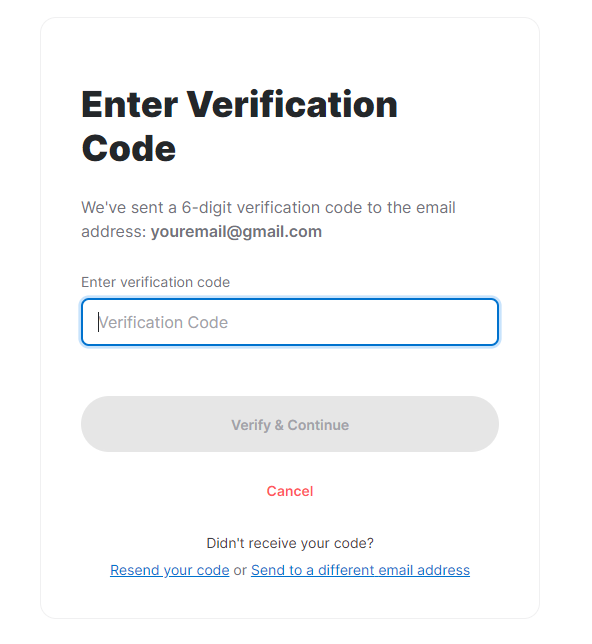 Enter Verification
Code
We've sent a 6-digit verification code to the email
address: youremail@gmail.com
Enter verification code
Verification Code
Verify & Continue
Cancel
Didn't receive your code?
Resend your code or Send to a different email address